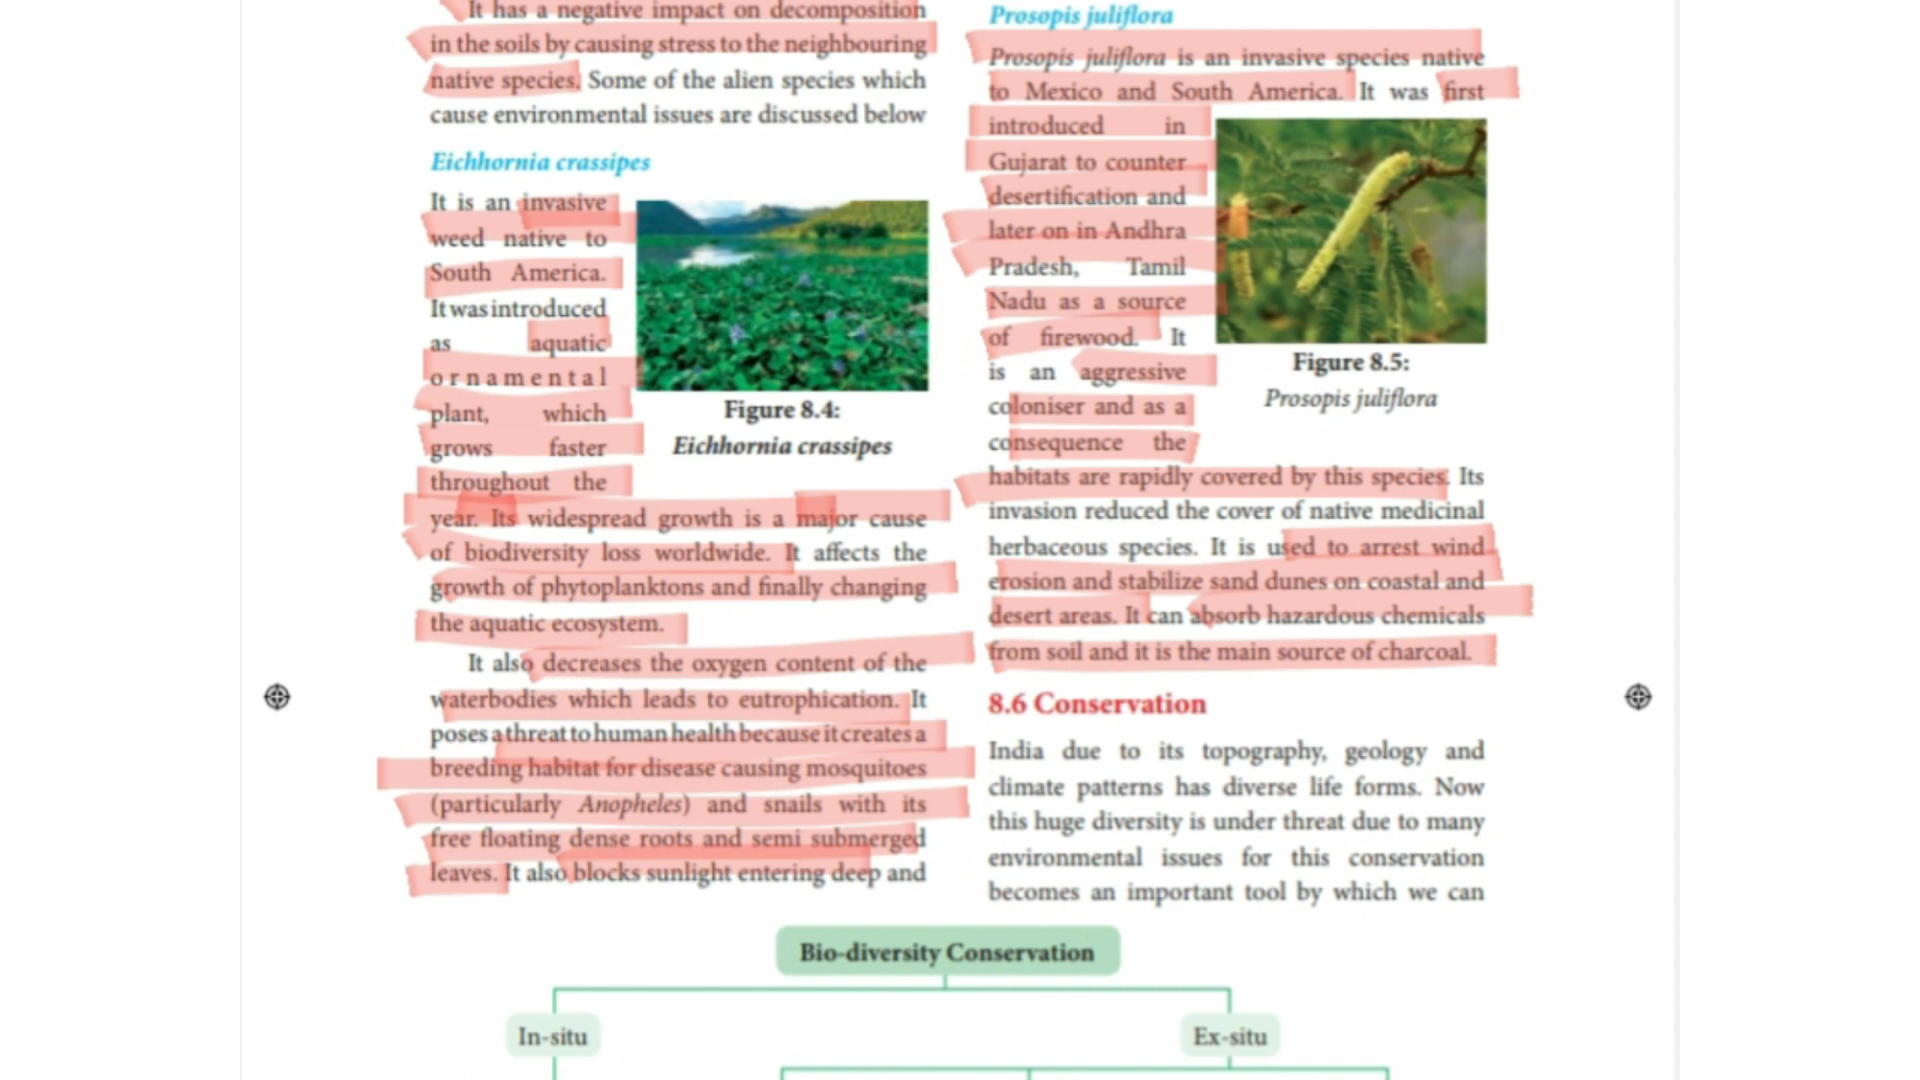 It has a negative impact on decomposition
in the soils by causing stress to the neighbouring
native species. Some of the alien species which
cause environmental issues are discussed below
Eichhornia crassipes
It is an invasive
weed native to
South America.
It was introduced
as aquatic
ornamental
plant, which
grows faster
throughout the
year. Its widespread growth is a major cause
of biodiversity loss worldwide. It affects the
growth of phytoplanktons and finally changing
the aquatic ecosystem.
Figure 8.4:
Eichhornia crassipes
It also decreases the oxygen content of the
waterbodies which leads to eutrophication. It
poses a threat to human health because it creates a
breeding habitat for disease causing mosquitoes
(particularly Anopheles) and snails with its
free floating dense roots and semi submerged
leaves. It also blocks sunlight entering deep and
Prosopis juliflora
Prosopis juliflora is an invasive species native
to Mexico and South America. It was first
introduced in
Gujarat to counter
desertification and
later on in Andhra
Pradesh, Tamil
Nadu as a source
of firewood. It
is an aggressive
coloniser and as a
consequence the
habitats are rapidly covered by this species. Its
invasion reduced the cover of native medicinal
herbaceous species. It is used to arrest wind
erosion and stabilize sand dunes on coastal and
desert areas. It can absorb hazardous chemicals
from soil and it is the main source of charcoal.
Figure 8.5:
Prosopis juliflora
8.6 Conservation
India due to its topography, geology and
climate patterns has diverse life forms. Now
this huge diversity is under threat due to many
environmental issues for this conservation
becomes an important tool by which we can
Bio-diversity Conservation
In-situ
Ex-situ